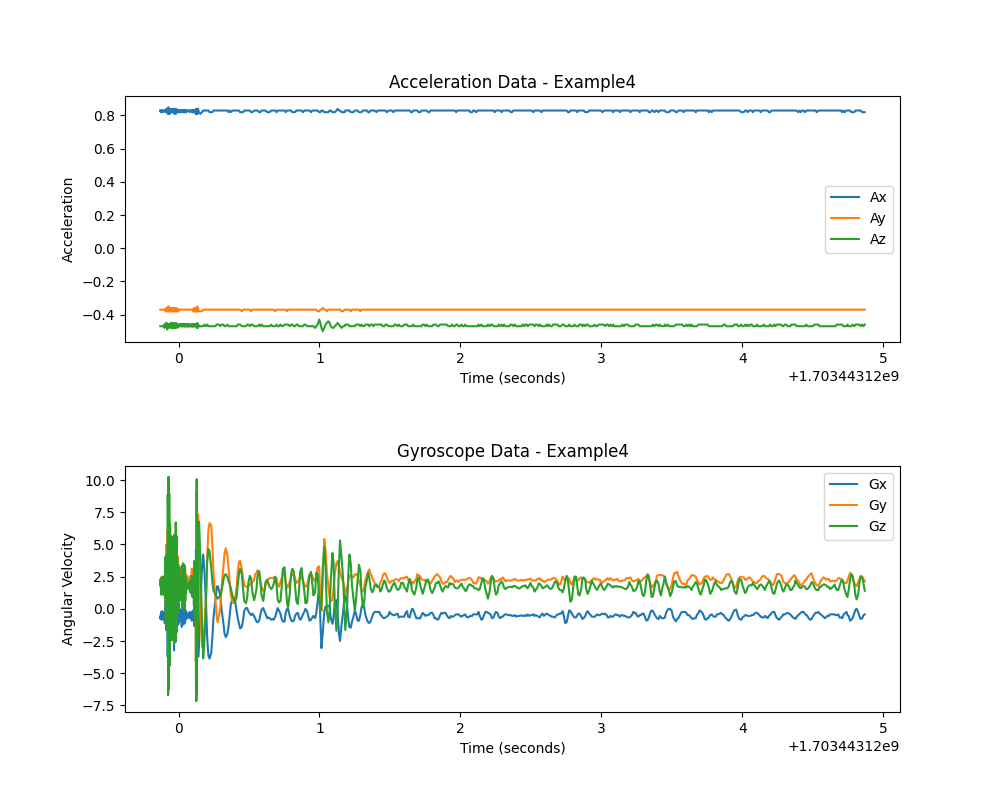 Acceleration Data - Example4
Acceleration
0.8
0.6
0.4
0.2
0.0
−0.2
−0.4
Ax
Ay
Az
0 1 2 3 4 5
Time (seconds)
+1.70344312e9
Gyroscope Data - Example4
Angular Velocity
10.0
7.5
5.0
2.5
0.0
−2.5
−5.0
−7.5
Gx
Gy
Gz
0 1 2 3 4 5
Time (seconds)
+1.70344312e9